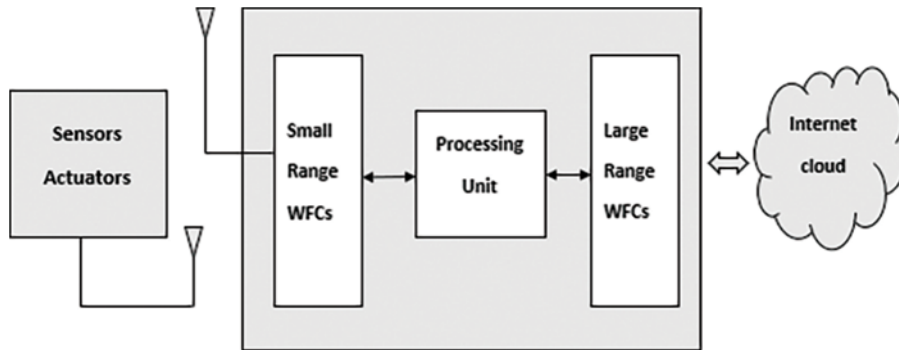 Sensors
Actuators
Small
Range
WFCs
Processing
Unit
Large
Range
WFCs
Internet
cloud